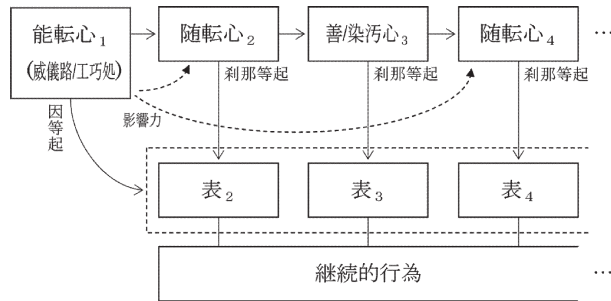 能転心1
(威儀路/工巧処)
随転心2
善/染汚心3
随転心4
…
刹那等起
刹那等起
刹那等起
影響力
因等起
表2
表3
表4
継続的行為
…